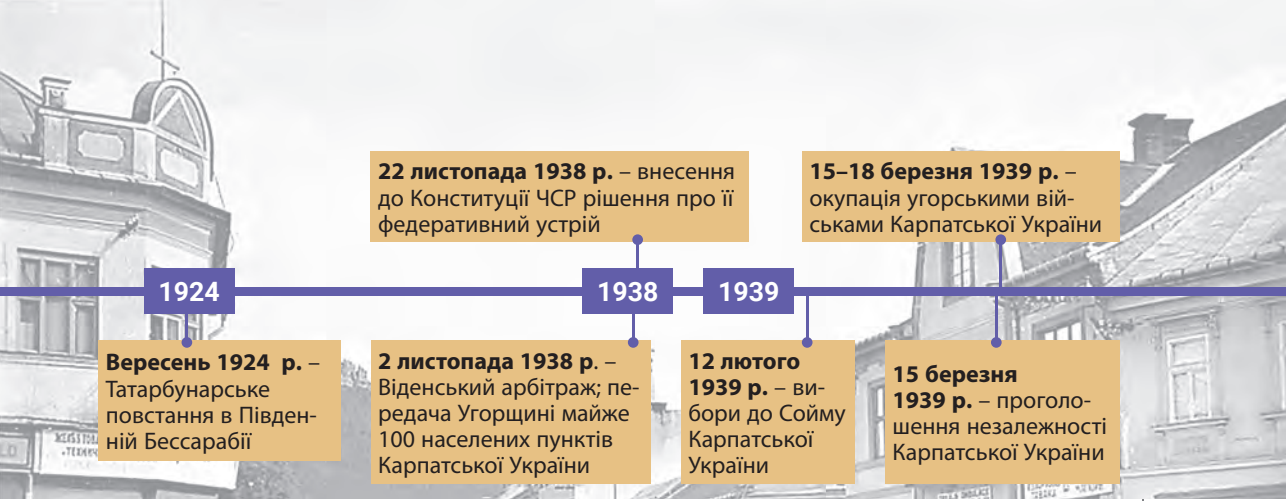 22 листопада 1938 р. – внесення
до Конституції ЧСР рішення про її
федеративний устрій
15–18 березня 1939 р. –
окупація угорськими вій-
ськами Карпатської України
1924
1938
1939
Вересень 1924 р. –
Татарбунарське
повстання в Півден-
ній Бессарабії
2 листопада 1938 р. –
Віденський арбітраж; пе-
редача Угорщині майже
100 населених пунктів
Карпатської України
12 лютого
1939 р. – ви-
бори до Сойму
Карпатської
України
15 березня
1939 р. – проголо-
шення незалежності
Карпатської України